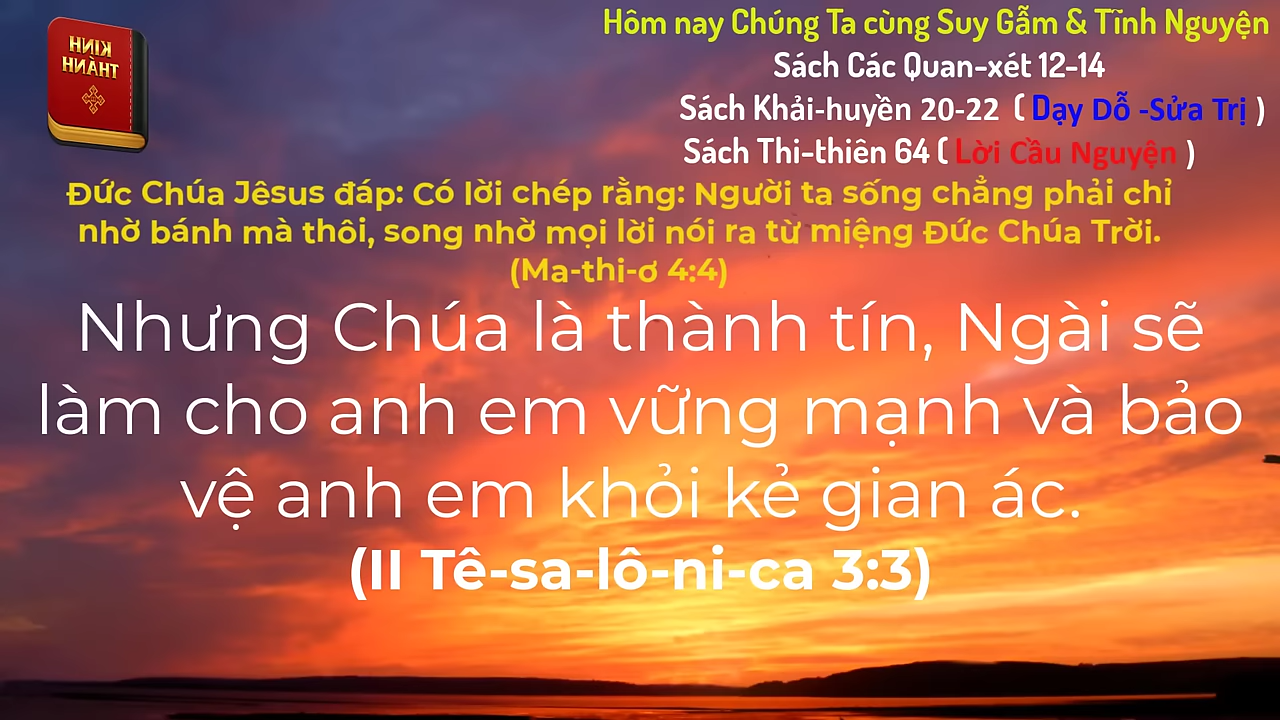 KINH
THÁNH
Hôm nay Chúng Ta cùng Suy Gẫm & Tĩnh Nguyện
Sách Các Quan-xét 12-14
Sách Khải-huyền 20-22 ( Dạy Dỗ -Sửa Trị )
Sách Thi-thiên 64 ( Lời Cầu Nguyện )
Đức Chúa Jêsus đáp: Có lời chép rằng: Người ta sống chẳng phải chỉ
nhờ bánh mà thôi, song nhờ mọi lời nói ra từ miệng Đức Chúa Trời.
(Ma-thi-ơ 4:4)
Nhưng Chúa là thành tín, Ngài sẽ
làm cho anh em vững mạnh và bảo
vệ anh em khỏi kẻ gian ác.
(II Tê-sa-lô-ni-ca 3:3)